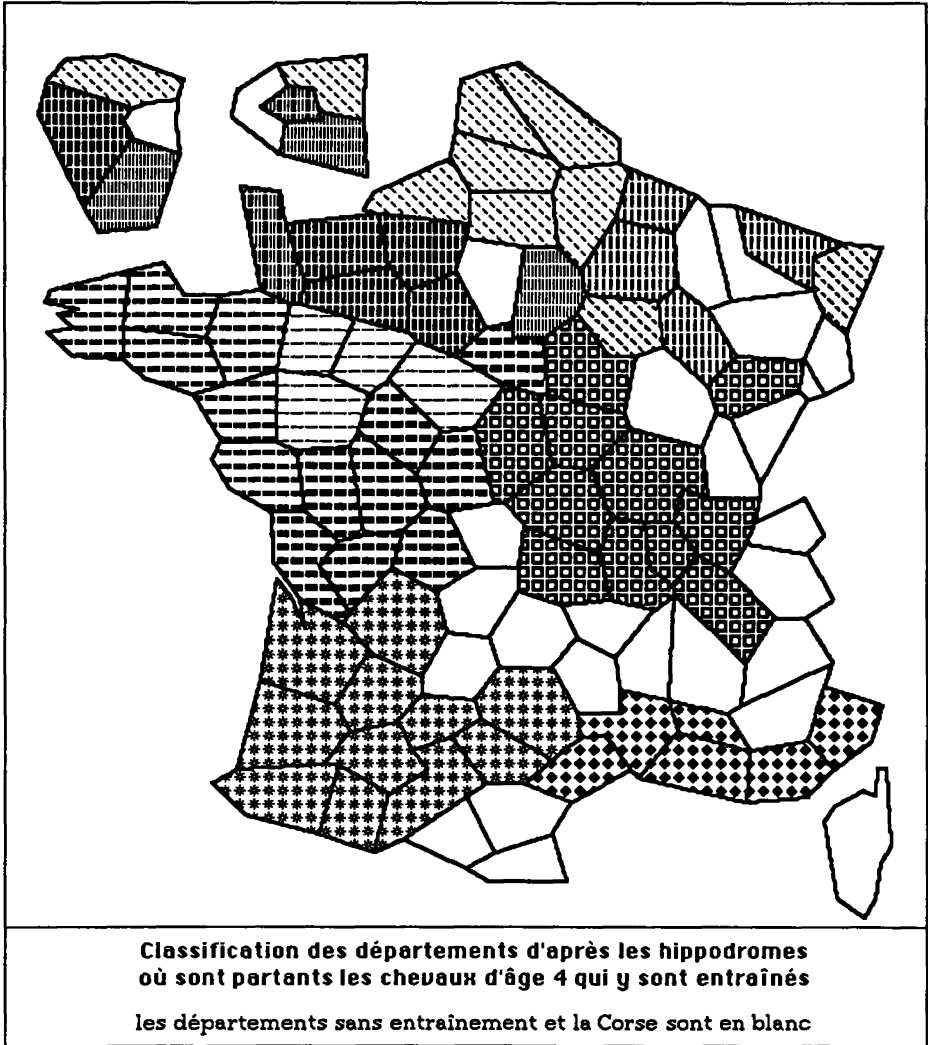 Classification des départements d'après les hippodromes
où sont partants les chevaux d'âge 4 qui y sont entraînés
les départements sans entraînement et la Corse sont en blanc